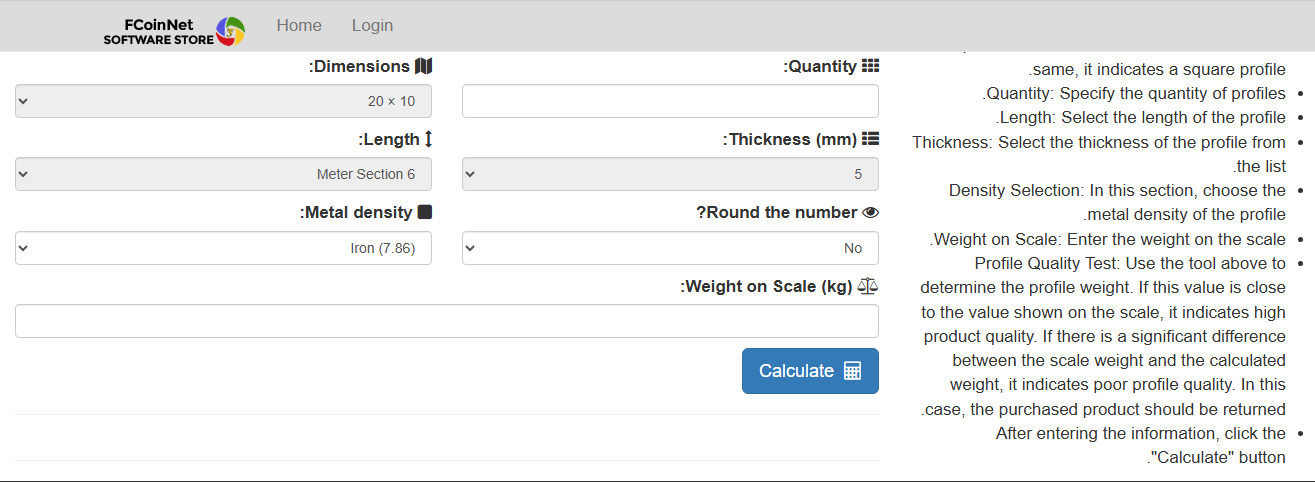 FCoinNet
SOFTWARE STORE
Home
Login
:Dimensions
20 × 10
:Quantity
:Length
Meter Section 6
:Thickness (mm)
5
:Metal density
Iron (7.86)
?Round the number
No
:Weight on Scale (kg)
Calculate
.same, it indicates a square profile
.Quantity: Specify the quantity of profiles
.Length: Select the length of the profile
Thickness: Select the thickness of the profile from
.the list
Density Selection: In this section, choose the
.metal density of the profile
.Weight on Scale: Enter the weight on the scale
Profile Quality Test: Use the tool above to
determine the profile weight. If this value is close
to the value shown on the scale, it indicates high
product quality. If there is a significant difference
between the scale weight and the calculated
weight, it indicates poor profile quality. In this
.case, the purchased product should be returned
After entering the information, click the
."Calculate" button